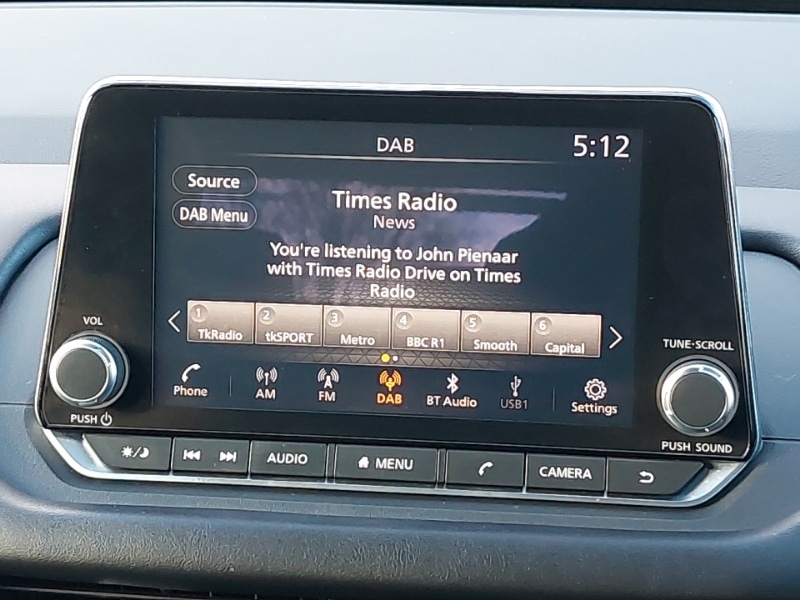 DAB
5:12
Source
DAB Menu
Times Radio
News
You're listening to John Pienaar
with Times Radio Drive on Times
Radio
1 2 3 4 5 6
TkRadio tkSPORT Metro BBC R1 Smooth Capital
Phone AM FM DAB BT Audio USB1 Settings
VOL
PUSH
TUNE·SCROLL
PUSH SOUND
AUDIO MENU CAMERA